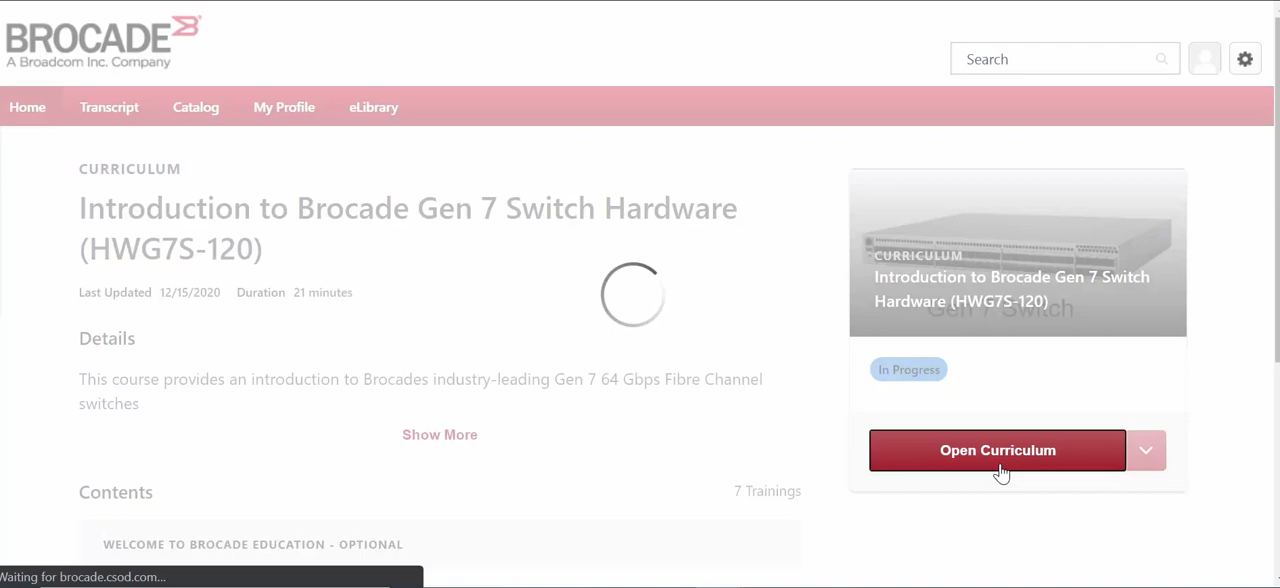 BROCADE
A Broadcom Inc. Company
Search
Home Transcript Catalog My Profile eLibrary
CURRICULUM
Introduction to Brocade Gen 7 Switch Hardware
(HWG7S-120)
Last Updated 12/15/2020 Duration 21 minutes
Details
This course provides an introduction to Brocades industry-leading Gen 7 64 Gbps Fibre Channel
switches
Show More
Contents 7 Trainings
WELCOME TO BROCADE EDUCATION - OPTIONAL
CURRICULUM
Introduction to Brocade Gen 7 Switch
Hardware (HWG7S-120)
Gen 7 Switch
In Progress
Open Curriculum
Waiting for brocade.csod.com...